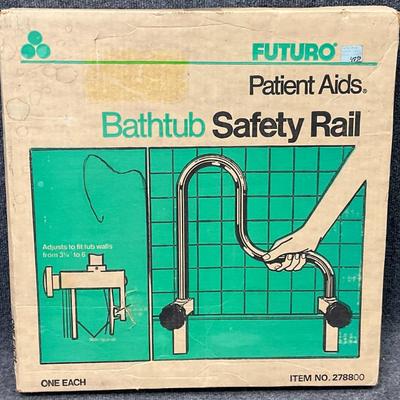 FUTURO®
Patient Aids®
Bathtub Safety Rail
Adjusts to fit tub walls
from 3¼ to 6
ONE EACH
ITEM NO. 278800